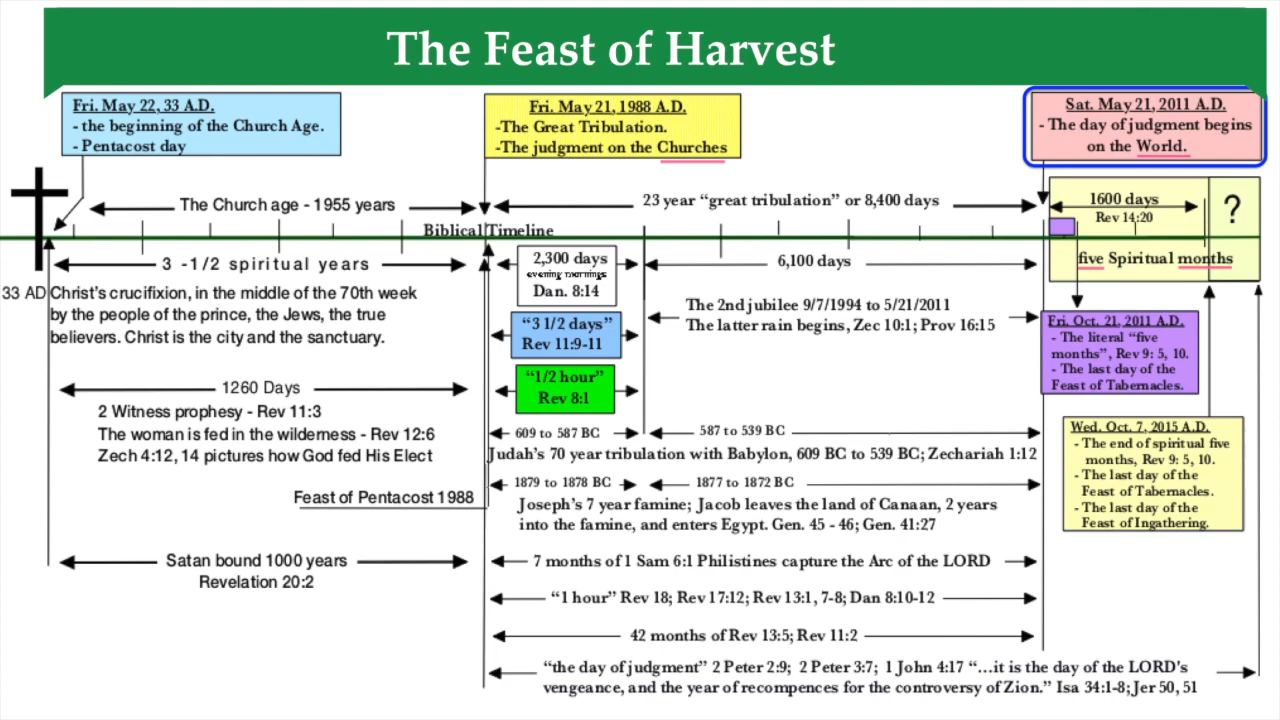 The Feast of Harvest
Fri. May 22, 33 A.D.
- the beginning of the Church Age.
- Pentacost day
Fri. May 21, 1988 A.D.
-The Great Tribulation.
-The judgment on the Churches
Sat. May 21, 2011 A.D.
- The day of judgment begins
on the World.
The Church age - 1955 years
23 year “great tribulation” or 8,400 days
1600 days
Rev 14:20
?
Biblical Timeline
3 -1/2 spiritual years
2,300 days
evening mornings
Dan. 8:14
6,100 days
five Spiritual months
33 AD
Christ's crucifixion, in the middle of the 70th week
by the people of the prince, the Jews, the true
believers. Christ is the city and the sanctuary.
“3 1/2 days”
Rev 11:9-11
The 2nd jubilee 9/7/1994 to 5/21/2011
The latter rain begins, Zec 10:1; Prov 16:15
Fri. Oct. 21, 2011 A.D.
- The literal “five
months”, Rev 9: 5, 10.
- The last day of the
Feast of Tabernacles.
1260 Days
2 Witness prophesy - Rev 11:3
The woman is fed in the wilderness - Rev 12:6
Zech 4:12, 14 pictures how God fed His Elect
“1/2 hour”
Rev 8:1
609 to 587 BC
587 to 539 BC
Judah's 70 year tribulation with Babylon, 609 BC to 539 BC; Zechariah 1:12
Wed. Oct. 7, 2015 A.D.
- The end of spiritual five
months, Rev 9: 5, 10.
- The last day of the
Feast of Tabernacles.
- The last day of the
Feast of Ingathering.
1879 to 1878 BC
1877 to 1872 BC
Feast of Pentacost 1988
Joseph's 7 year famine; Jacob leaves the land of Canaan, 2 years
into the famine, and enters Egypt. Gen. 45 - 46; Gen. 41:27
Satan bound 1000 years
Revelation 20:2
7 months of 1 Sam 6:1 Philistines capture the Arc of the LORD
“1 hour” Rev 18; Rev 17:12; Rev 13:1, 7-8; Dan 8:10-12
42 months of Rev 13:5; Rev 11:2
“the day of judgment” 2 Peter 2:9; 2 Peter 3:7; 1 John 4:17 “...it is the day of the LORD's
vengeance, and the year of recompences for the controversy of Zion.” Isa 34:1-8; Jer 50, 51